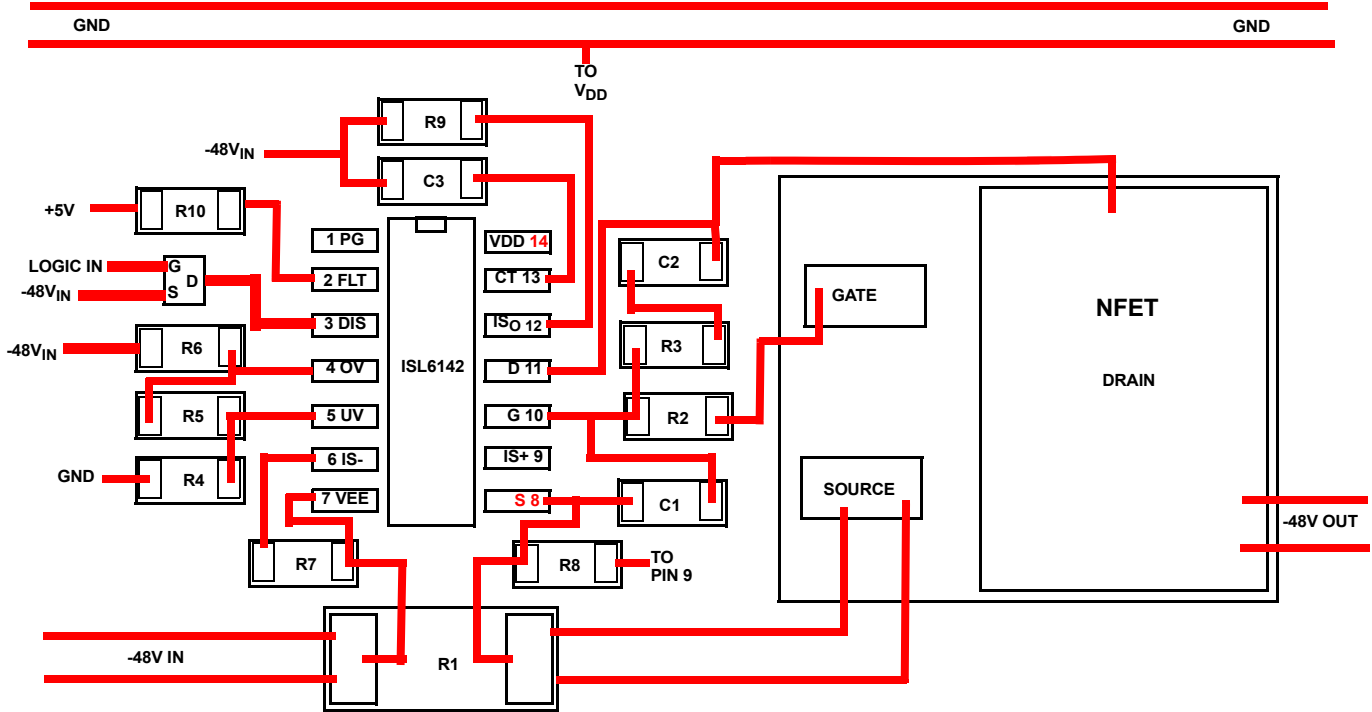 GND
GND
TO
VDD
R9
-48VIN
C3
+5V
R10
1 PG
VDD 14
LOGIC IN
G
D
S
-48VIN
2 FLT
CT 13
C2
GATE
NFET
3 DIS
ISO 12
-48VIN
R6
R3
4 OV
ISL6142
D 11
DRAIN
R5
5 UV
G 10
R2
6 IS-
IS+ 9
GND
R4
7 VEE
S 8
C1
SOURCE
-48V OUT
R7
R8
TO
PIN 9
-48V IN
R1